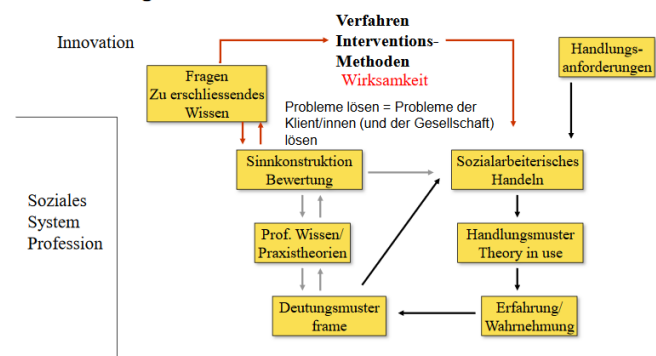 Innovation
Verfahren
Interventions-
Methoden
Wirksamkeit
Handlungs-
anforderungen
Fragen
Zu erschliessendes
Wissen
Probleme lösen = Probleme der
Klient/innen (und der Gesellschaft)
lösen
Sinnkonstruktion
Bewertung
Sozialarbeiterisches
Handeln
Soziales
System
Profession
Prof. Wissen/
Praxistheorien
Handlungsmuster
Theory in use
Deutungsmuster
frame
Erfahrung/
Wahrnehmung